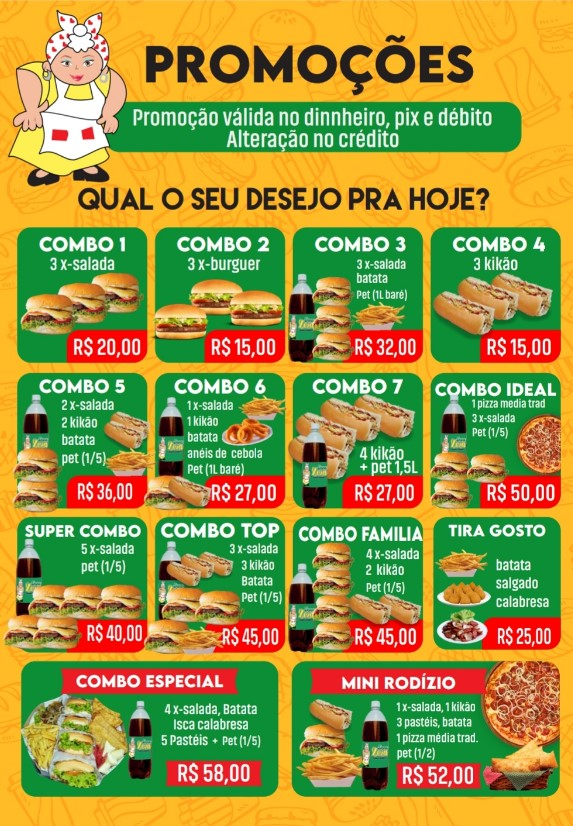 PROMOÇÕES
Promoção válida no dinnheiro, pix e débito
Alteração no crédito
QUAL O SEU DESEJO PRA HOJE?
COMBO 1
3 x-salada
R$ 20,00
COMBO 2
3 x-burguer
R$ 15,00
COMBO 3
3 x-salada
batata
Pet (1L baré)
R$ 32,00
COMBO 4
3 kikão
R$ 15,00
COMBO 5
2 x-salada
2 kikão
batata
pet (1/5)
R$ 36,00
COMBO 6
1 x-salada
1 kikão
batata
anéis de cebola
Pet (1L baré)
R$ 27,00
COMBO 7
4 kikão
+ pet 1,5L
R$ 27,00
COMBO IDEAL
1 pizza media trad
3 x-salada
Pet (1/5)
R$ 50,00
SUPER COMBO
5 x-salada
pet (1/5)
R$ 40,00
COMBO TOP
3 x-salada
3 kikão
Batata
Pet (1/5)
R$ 45,00
COMBO FAMILIA
4 x-salada
2 kikão
Pet (1/5)
R$ 45,00
TIRA GOSTO
batata
salgado
calabresa
R$ 25,00
COMBO ESPECIAL
4 x-salada, Batata
Isca calabresa
5 Pastéis + Pet (1/5)
R$ 58,00
MINI RODÍZIO
1 x-salada, 1 kikão
3 pastéis, batata
1 pizza média trad.
pet (1/2)
R$ 52,00